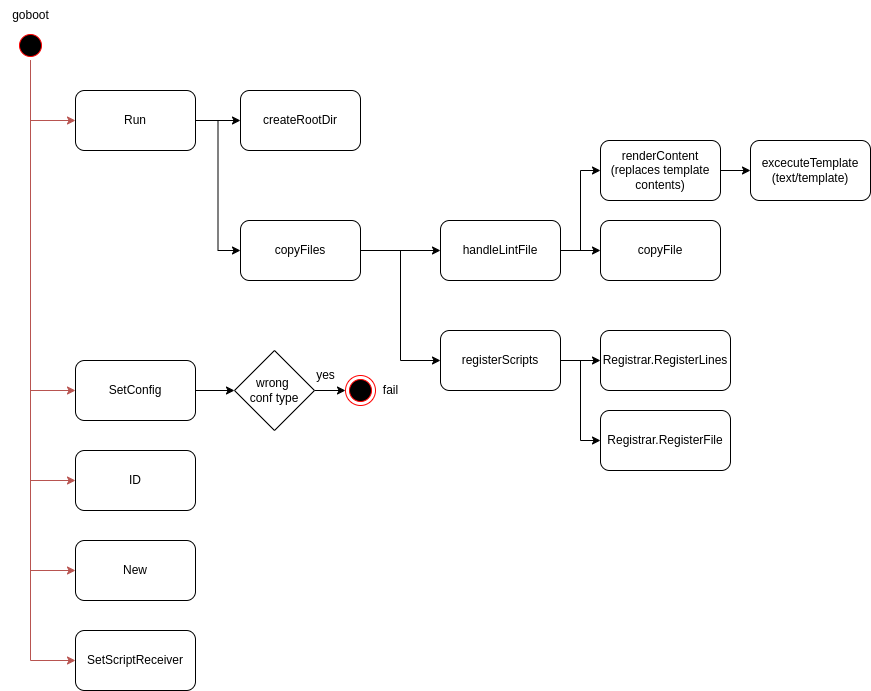 goboot
Run
createRootDir
renderContent
(replaces template
contents)
excecuteTemplate
(text/template)
copyFiles
handleLintFile
copyFile
registerScripts
Registrar.RegisterLines
SetConfig
wrong
conf type
yes
fail
Registrar.RegisterFile
ID
New
SetScriptReceiver